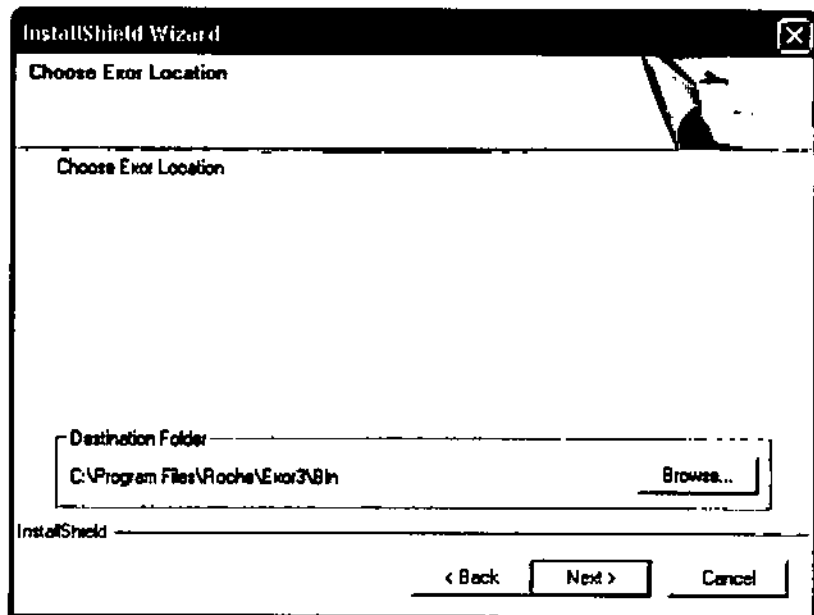 InstallShield Wizard
Choose Exor Location
Choose Exor Location
Destination Folder
C:\Program Files\Roche\Exor3\Bin
Browse...
InstallShield
< Back
Next >
Cancel